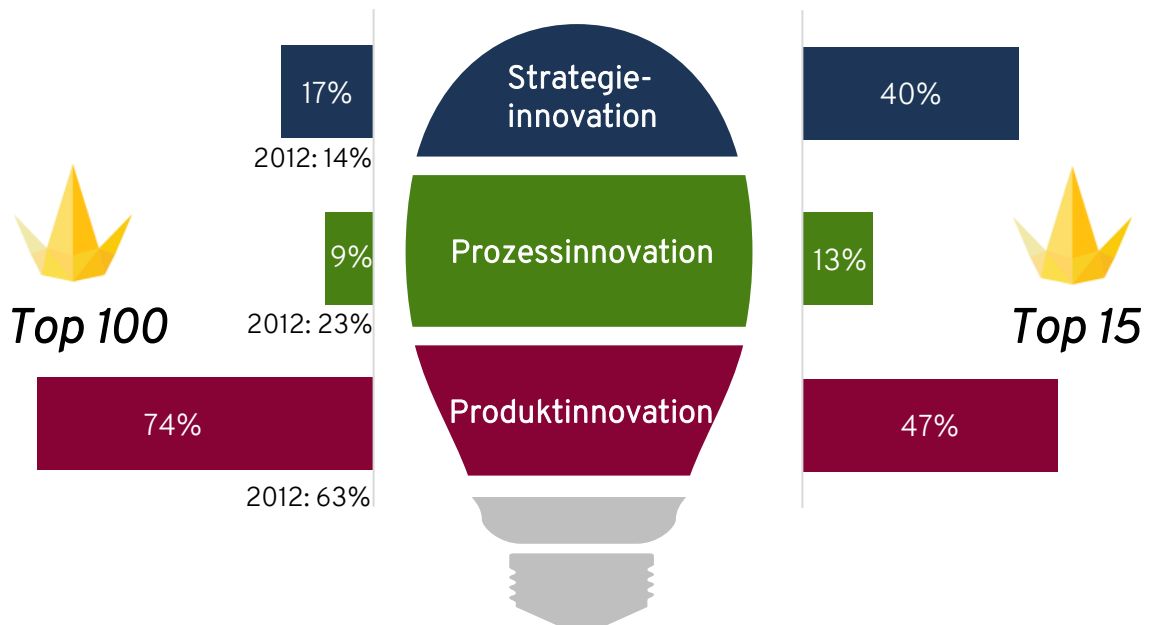 Strategie-
innovation
17%
40%
2012: 14%
Prozessinnovation
9%
13%
2012: 23%
Top 100
Top 15
Produktinnovation
74%
47%
2012: 63%